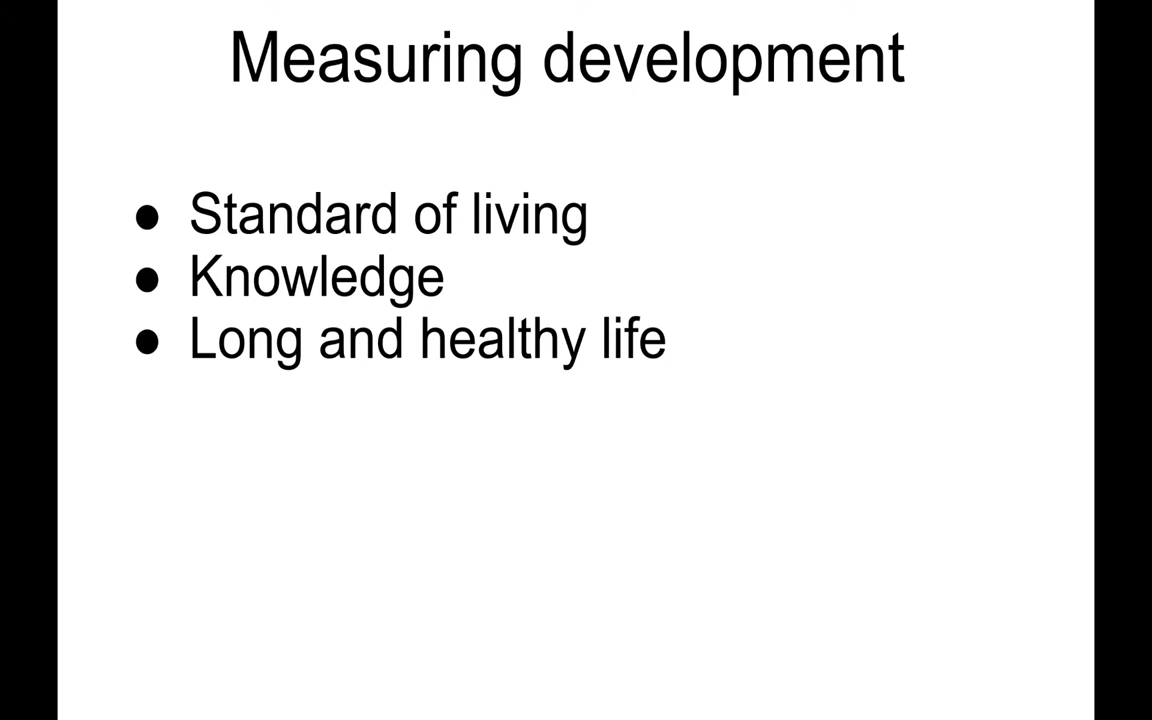 Measuring development
● Standard of living
● Knowledge
● Long and healthy life